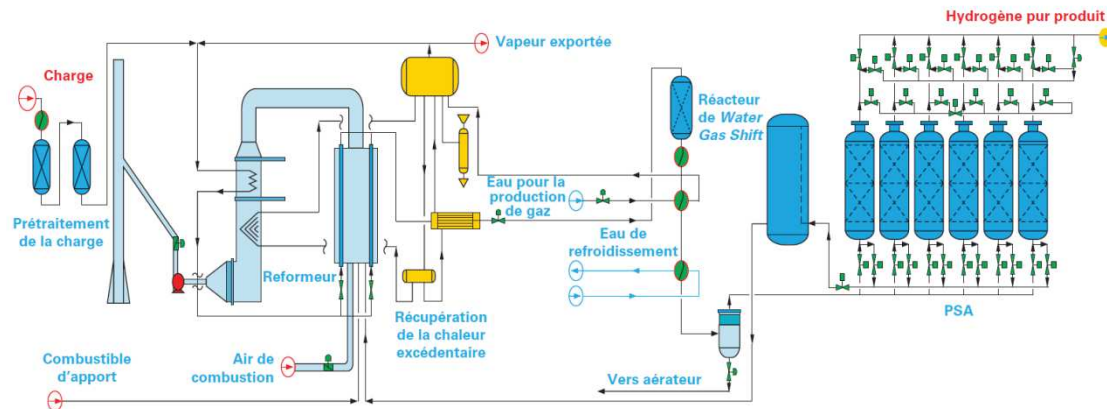 Hydrogène pur produit
Vapeur exportée
Charge
Réacteur
de Water
Gas Shift
Eau pour la
production
de gaz
Prétraitement
de la charge
Eau de
refroidissement
Reformeur
Récupération
de la chaleur
excédentaire
PSA
Combustible
d'apport
Air de
combustion
Vers aérateur